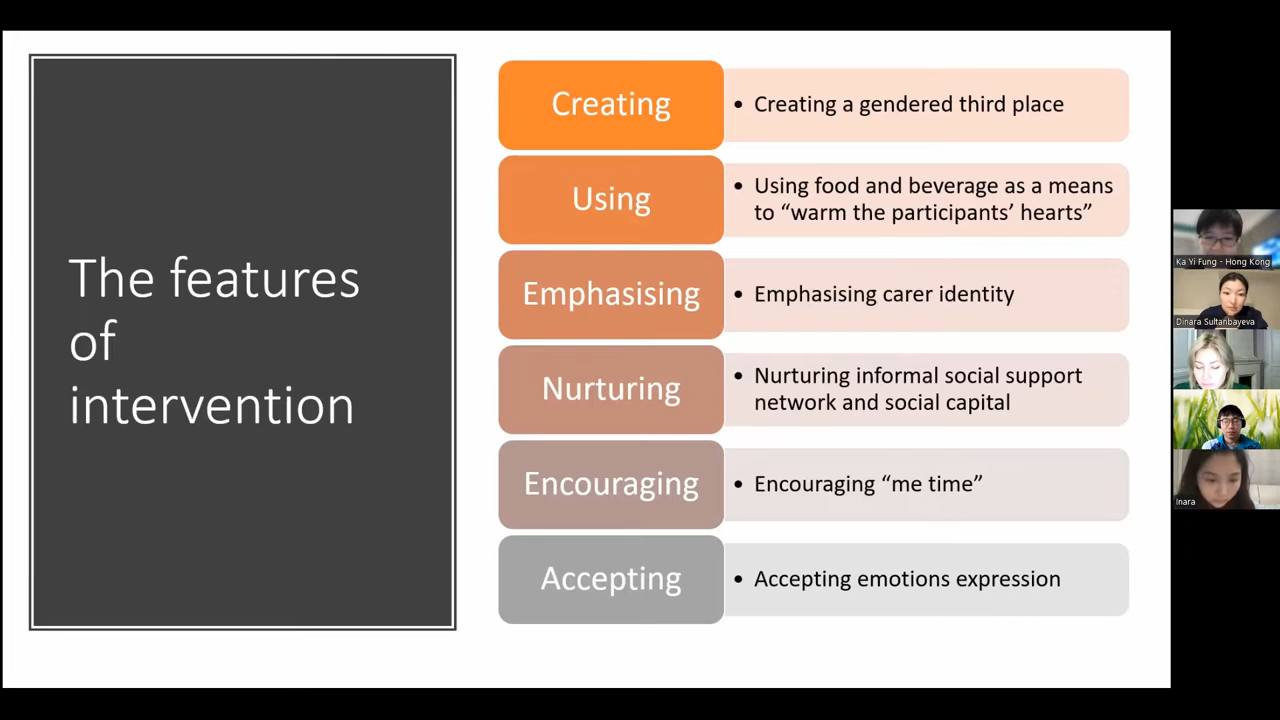 The features
of
intervention
Creating
• Creating a gendered third place
Using
• Using food and beverage as a means
to “warm the participants’ hearts”
Emphasising
• Emphasising carer identity
Nurturing
• Nurturing informal social support
network and social capital
Encouraging
• Encouraging “me time”
Accepting
• Accepting emotions expression
Ka Yi Fung - Hong Kong
Dinara Sultanbayeva
Inara